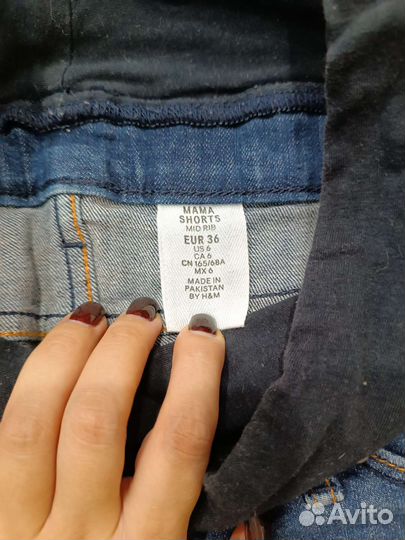 MAMA
SHORTS
MID RIB
EUR 36
US 6
CA 6
CN 165/68A
MX 6
MADE IN
PAKISTAN
BY H&M
Avito